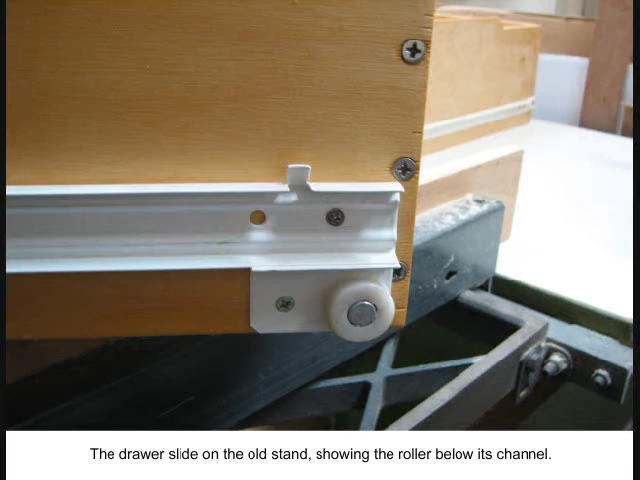 The drawer slide on the old stand, showing the roller below its channel.